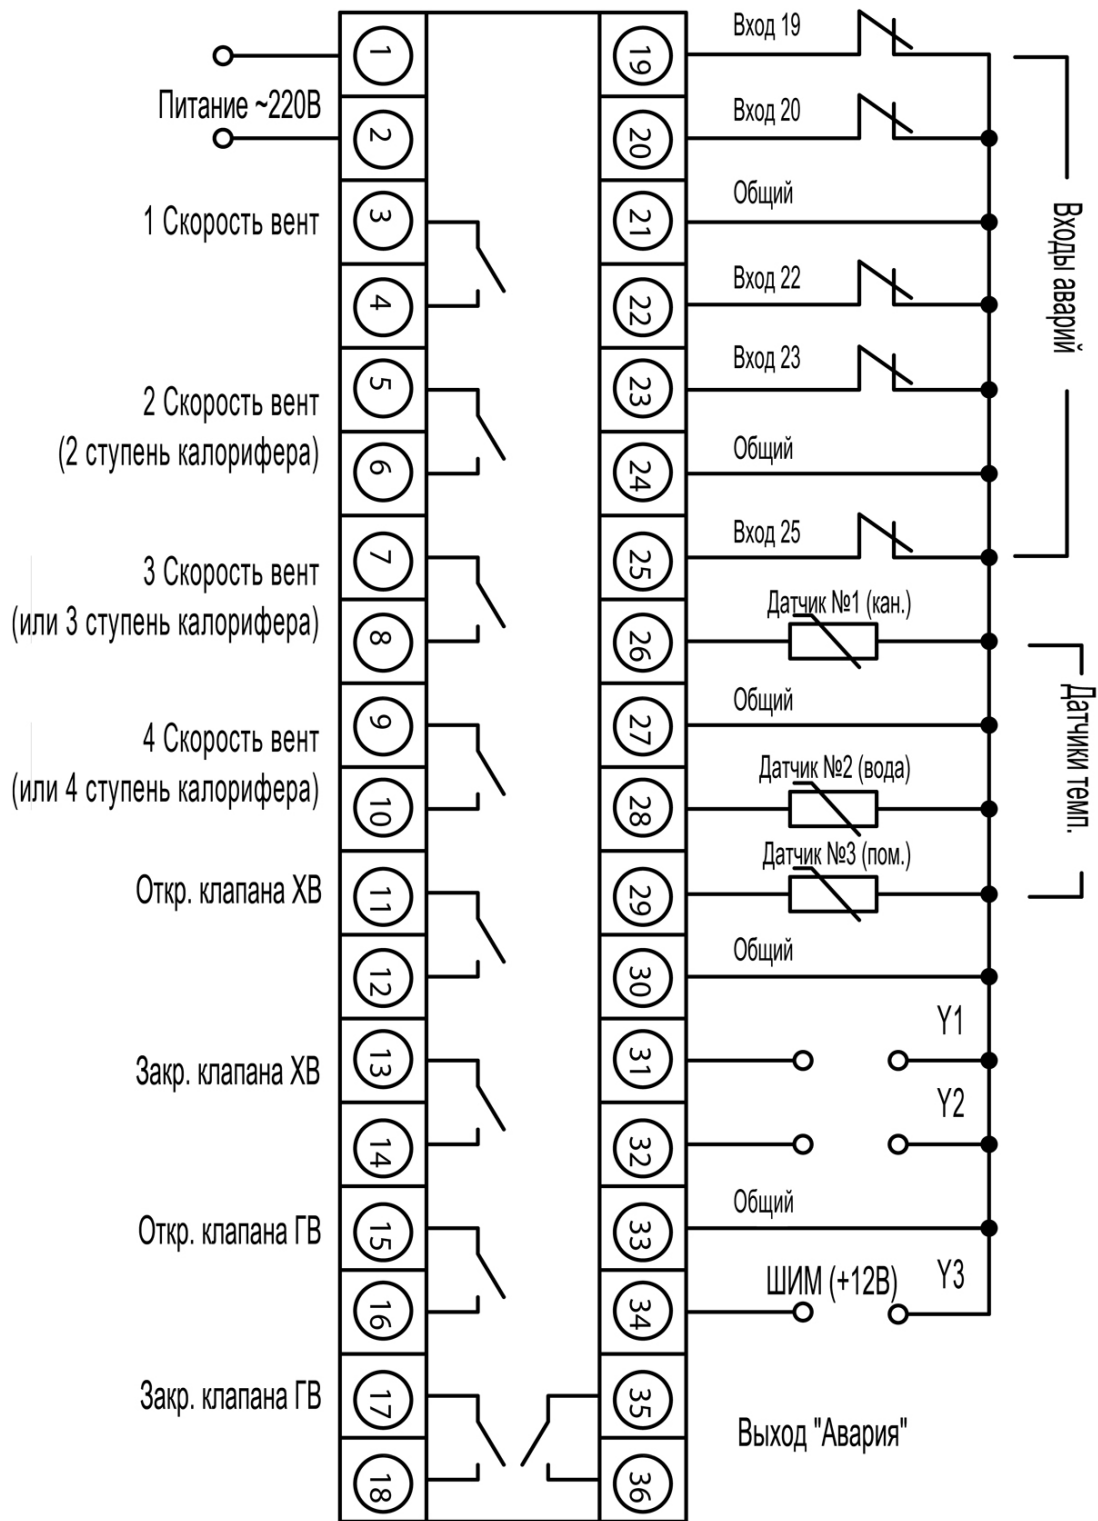 1
Питание ~220В
2
1 Скорость вент
3
4
2 Скорость вент
(2 ступень калорифера)
5
6
3 Скорость вент
(или 3 ступень калорифера)
7
8
4 Скорость вент
(или 4 ступень калорифера)
9
10
Откр. клапана ХВ
11
12
Закр. клапана ХВ
13
14
Откр. клапана ГВ
15
16
Закр. клапана ГВ
17
18
19
Вход 19
20
Вход 20
21
Общий
22
Вход 22
23
Вход 23
24
Общий
25
Вход 25
Входы аварий
26
Датчик №1 (кан.)
27
Общий
28
Датчик №2 (вода)
29
Датчик №3 (пом.)
Датчики темп.
30
Общий
31
Y1
32
Y2
33
Общий
34
ШИМ (+12В)
Y3
35
Выход "Авария"
36